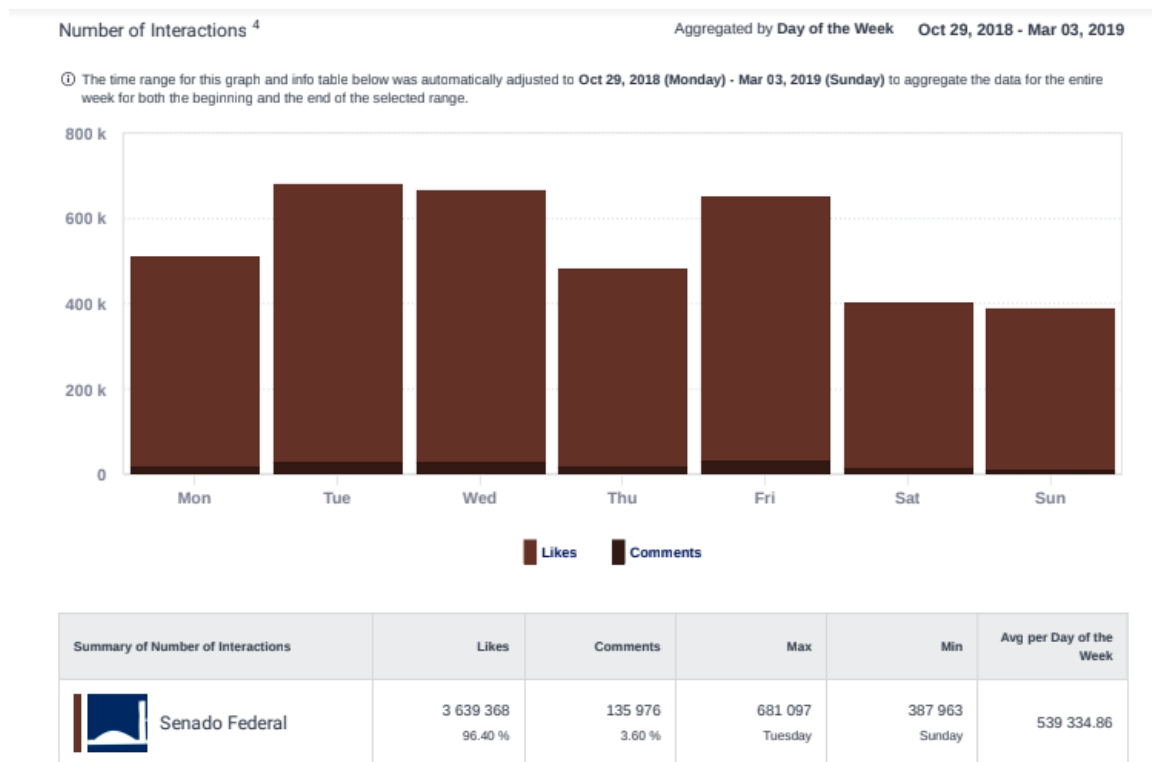 Number of Interactions 4
Aggregated by Day of the Week Oct 29, 2018 - Mar 03, 2019
The time range for this graph and info table below was automatically adjusted to Oct 29, 2018 (Monday) - Mar 03, 2019 (Sunday) to aggregate the data for the entire
week for both the beginning and the end of the selected range.
800 k
600 k
400 k
200 k
0
Mon Tue Wed Thu Fri Sat Sun
Likes Comments
Summary of Number of Interactions Likes Comments Max Min Avg per Day of the
Week
Senado Federal 3 639 368 135 976 681 097 387 963 539 334.86
96.40 % 3.60 % Tuesday Sunday